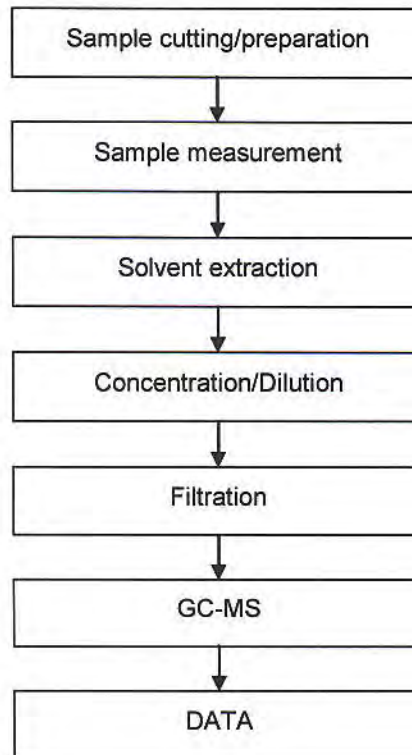 Sample cutting/preparation
Sample measurement
Solvent extraction
Concentration/Dilution
Filtration
GC-MS
DATA